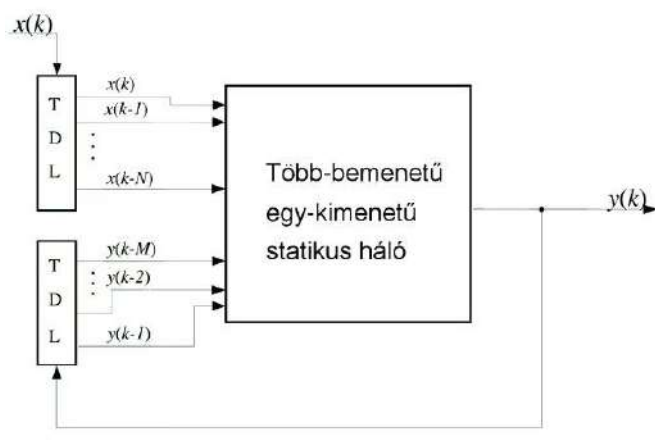 x(k)
T
D
L
x(k)
x(k-1)
x(k-N)
Több-bemenetű
egy-kimenetű
statikus háló
y(k)
T
D
L
y(k-M)
y(k-2)
y(k-1)